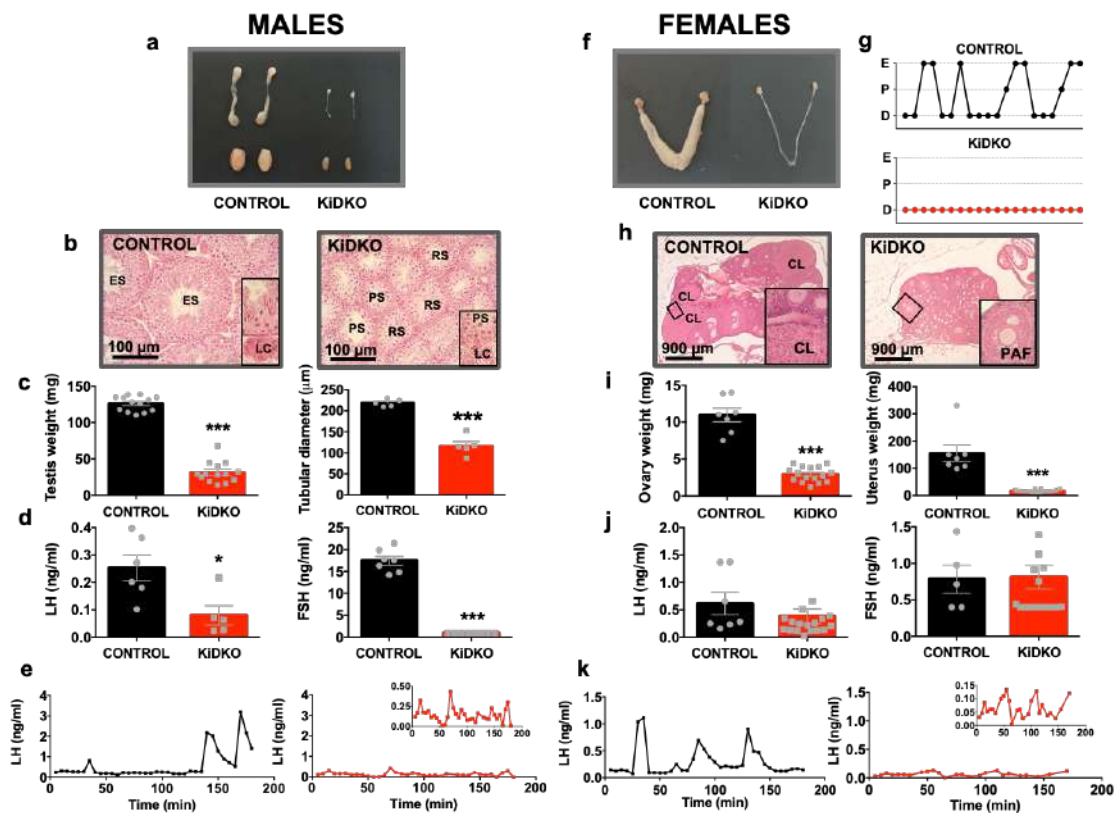 MALES
FEMALES
a
CONTROL KiDKO
f
CONTROL KiDKO
g
CONTROL
E
P
D
KiDKO
E
P
D
b
CONTROL
ES
ES
LC
100 µm
KiDKO
RS
PS
RS
PS
RS
PS
LC
100 µm
h
CONTROL
CL
CL
CL
CL
900 µm
KiDKO
PAF
900 µm
c
Testis weight (mg)
150
100
50
0
***
CONTROL KiDKO
Tubular diameter (µm)
250
200
150
100
50
0
***
CONTROL KiDKO
i
Ovary weight (mg)
15
10
5
0
***
CONTROL KiDKO
Uterus weight (mg)
400
300
200
100
0
***
CONTROL KiDKO
d
LH (ng/ml)
0.4
0.3
0.2
0.1
0.0
*
CONTROL KiDKO
FSH (ng/ml)
25
20
15
10
5
0
***
CONTROL KiDKO
j
LH (ng/ml)
2.0
1.5
1.0
0.5
0.0
CONTROL KiDKO
FSH (ng/ml)
1.5
1.0
0.5
0.0
CONTROL KiDKO
e
LH (ng/ml)
4
3
2
1
0
0 50 100 150 200
Time (min)
LH (ng/ml)
4
3
2
1
0
0 50 100 150 200
Time (min)
0.50
0.25
0.00
0 50 100 150 200
k
LH (ng/ml)
1.5
1.0
0.5
0.0
0 50 100 150 200
Time (min)
LH (ng/ml)
1.5
1.0
0.5
0.0
0 50 100 150 200
Time (min)
0.15
0.10
0.05
0.00
0 50 100 150 200